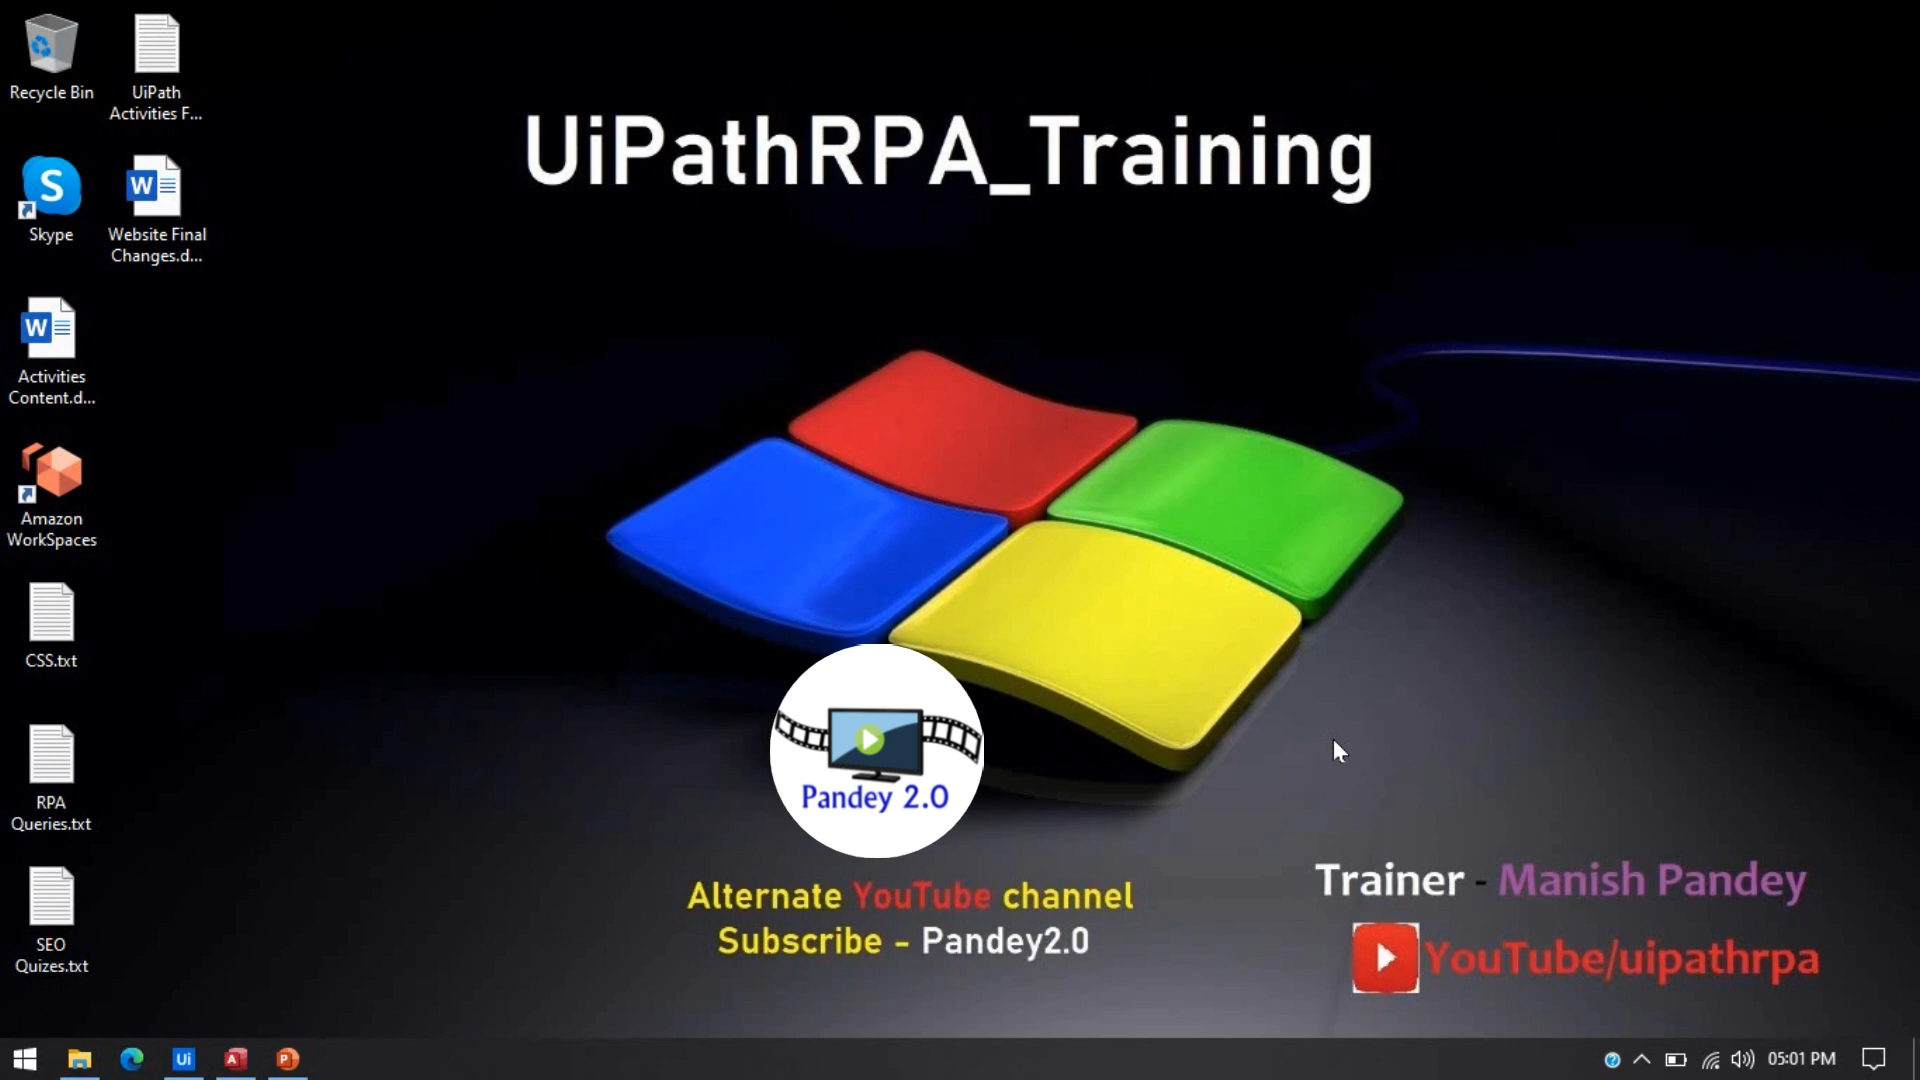 Recycle Bin
UiPath
Activities F...
Skype
Website Final
Changes.d...
Activities
Content.d...
Amazon
WorkSpaces
CSS.txt
RPA
Queries.txt
SEO
Quizes.txt
UiPathRPA_Training
Pandey 2.0
Alternate YouTube channel
Subscribe - Pandey2.0
Trainer - Manish Pandey
YouTube/uipathrpa
Ui
05:01 PM